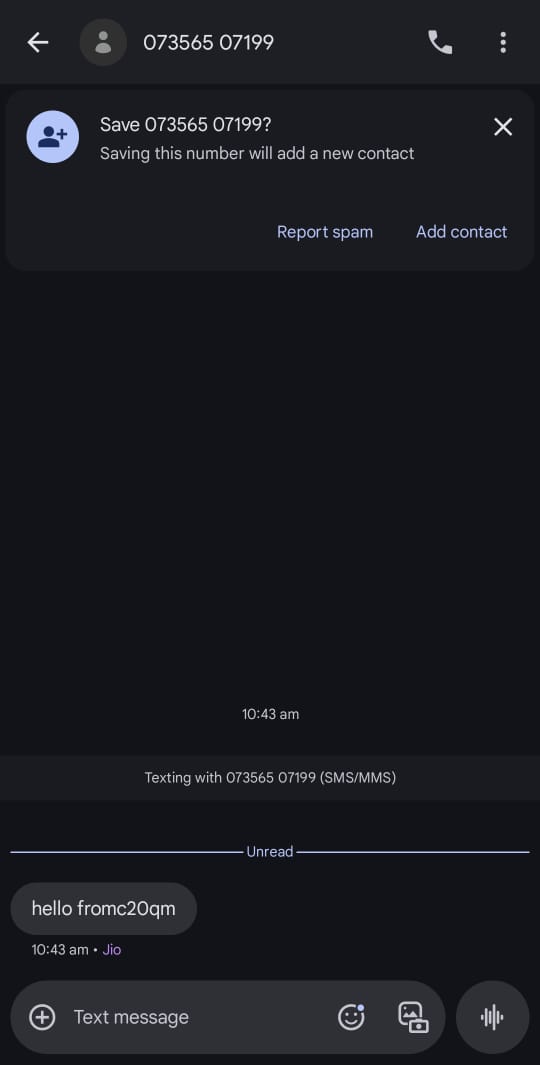 073565 07199
Save 073565 07199?
Saving this number will add a new contact
Report spam
Add contact
10:43 am
Texting with 073565 07199 (SMS/MMS)
Unread
hello fromc20qm
10:43 am • Jio
Text message